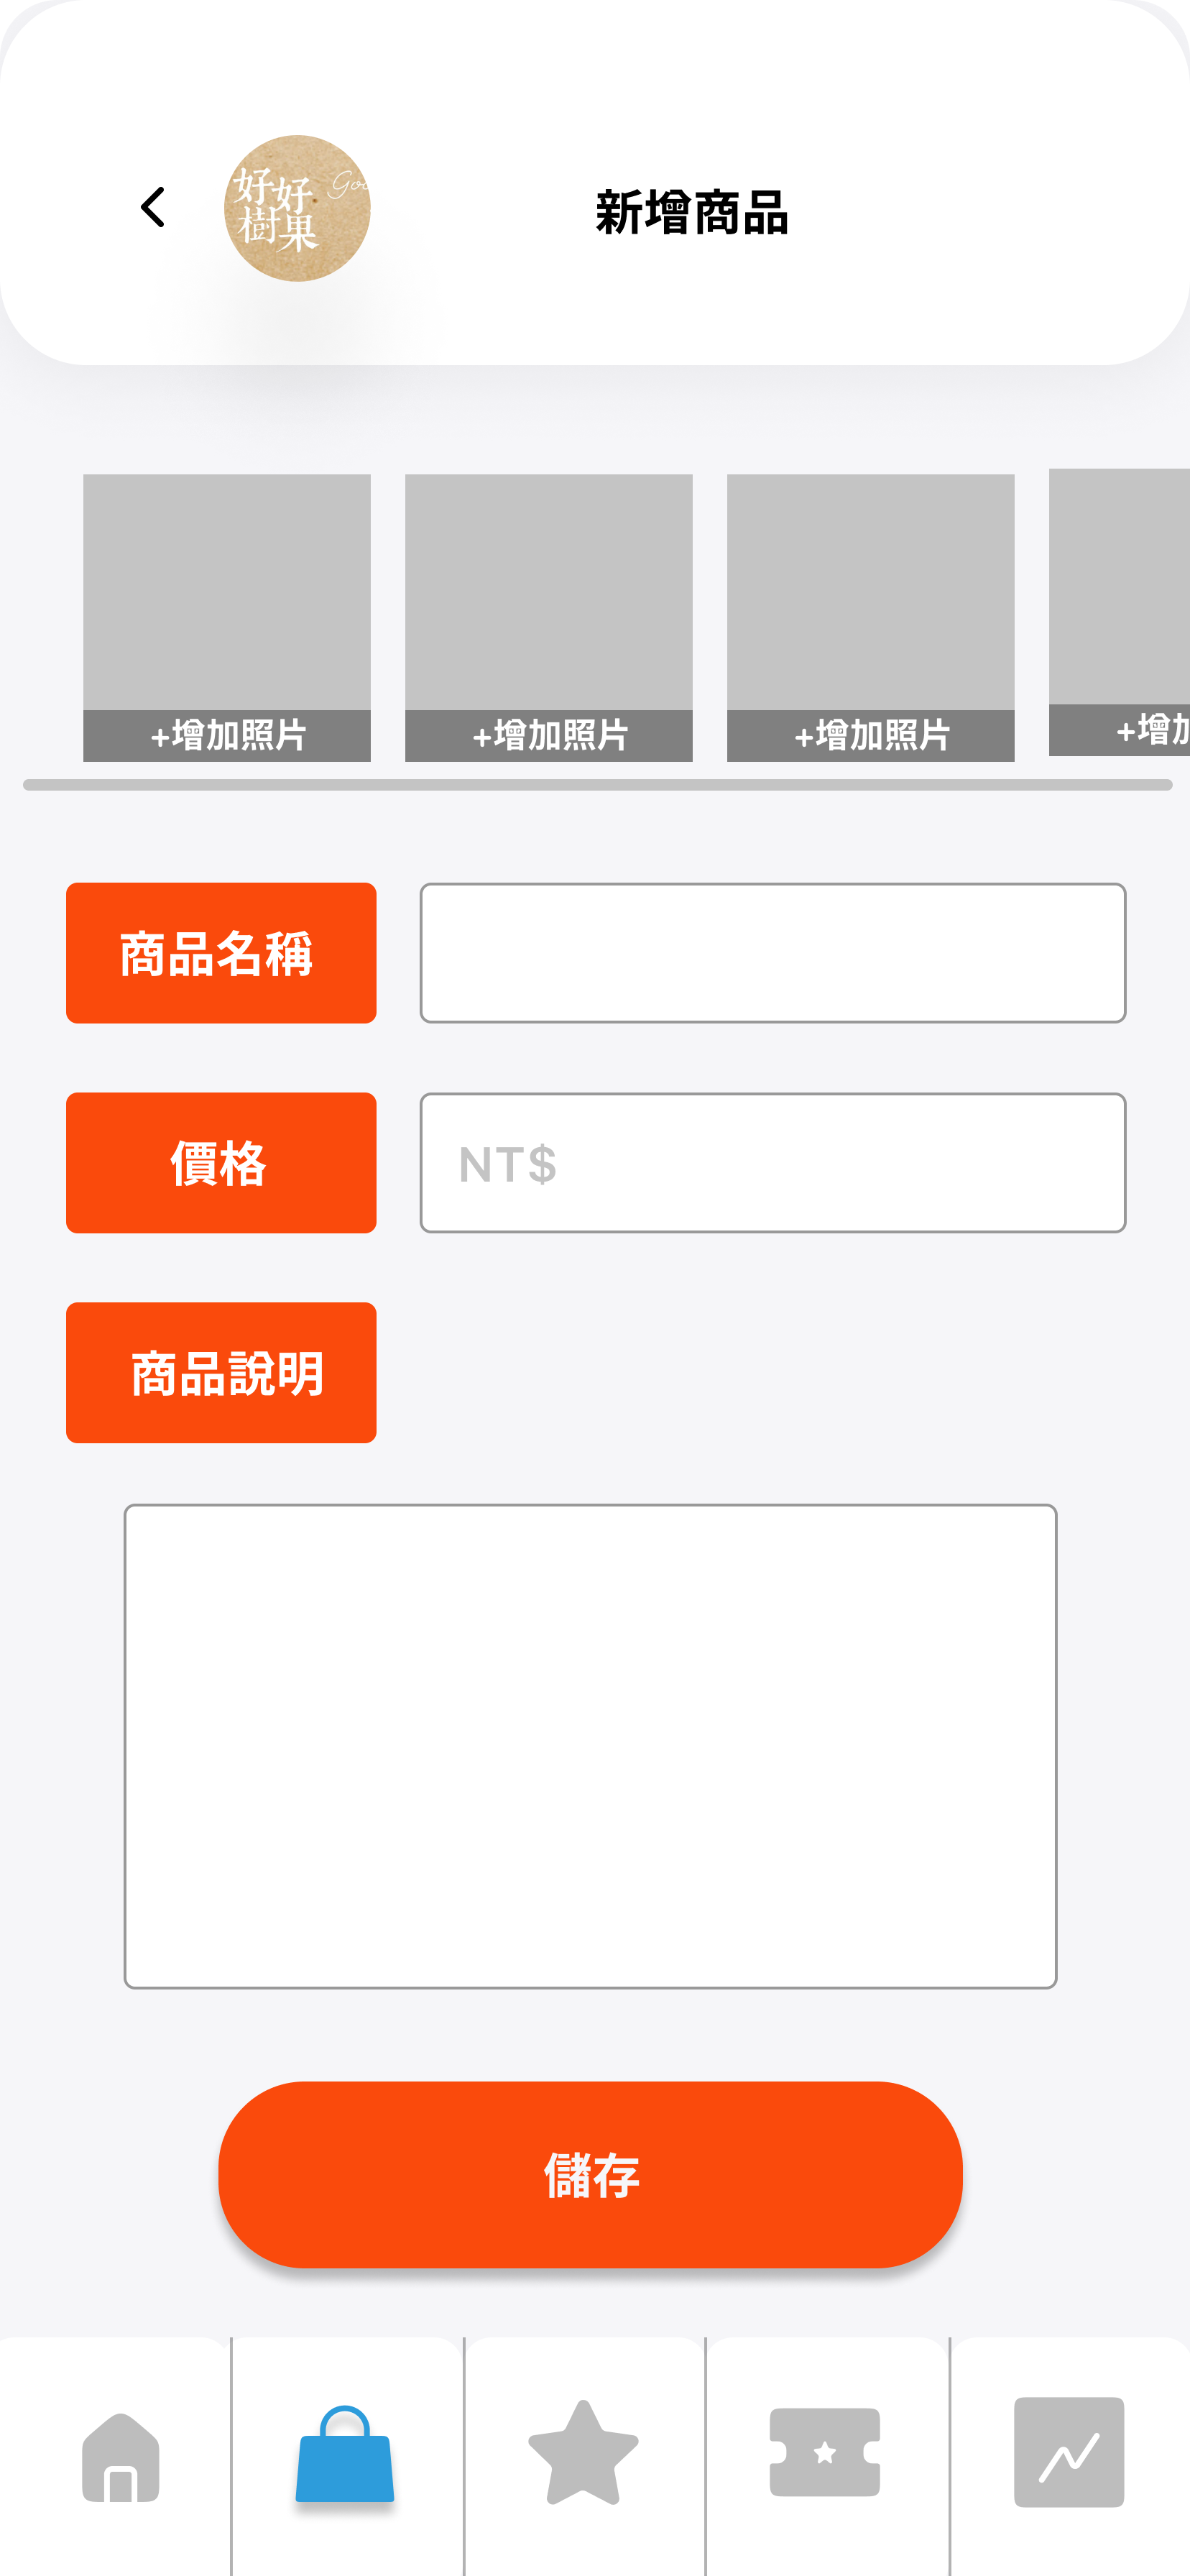 好好
樹果
新增商品
+增加照片
+增加照片
+增加照片
+增加
商品名稱
價格
NT$
商品說明
儲存